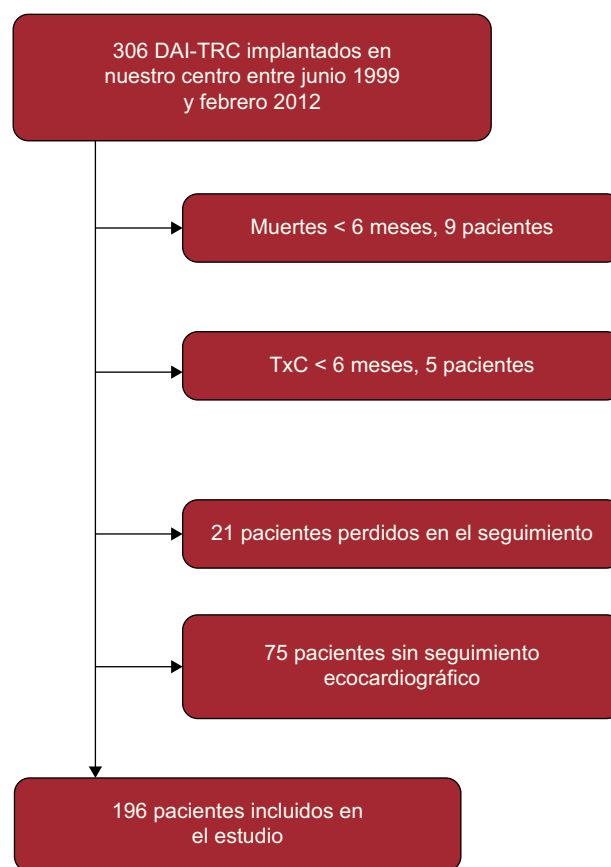 306 DAI-TRC implantados en
nuestro centro entre junio 1999
y febrero 2012
Muertes < 6 meses, 9 pacientes
TxC < 6 meses, 5 pacientes
21 pacientes perdidos en el seguimiento
75 pacientes sin seguimiento
ecocardiográfico
196 pacientes incluidos en
el estudio